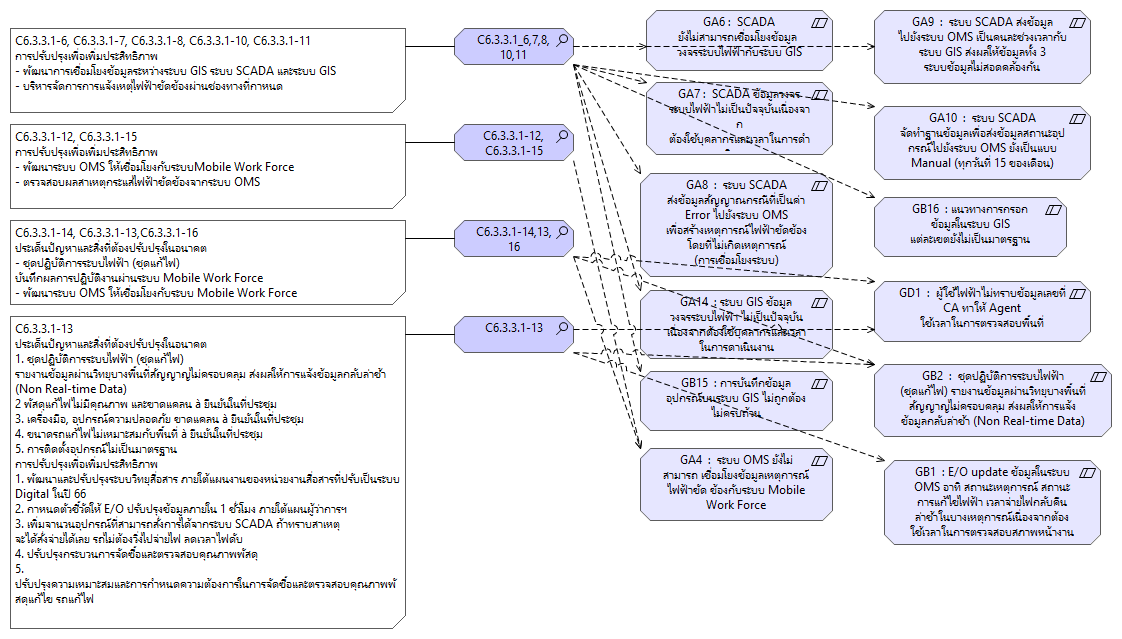 C6.3.3.1-6, C6.3.3.1-7, C6.3.3.1-8, C6.3.3.1-10, C6.3.3.1-11
การปรับปรุงเพื่อเพิ่มประสิทธิภาพ
- พัฒนาการเชื่อมโยงข้อมูลระหว่างระบบ GIS ระบบ SCADA และระบบ GIS
- บริหารจัดการการแจ้งเหตุไฟฟ้าขัดข้องผ่านช่องทางที่กำหนด
C6.3.3.1-12, C6.3.3.1-15
การปรับปรุงเพื่อเพิ่มประสิทธิภาพ
- พัฒนาระบบ OMS ให้เชื่อมโยงกับระบบMobile Work Force
- ตรวจสอบผลสาเหตุกระแสไฟฟ้าขัดข้องจากระบบ OMS
C6.3.3.1-14, C6.3.3.1-13,C6.3.3.1-16
ประเด็นปัญหาและสิ่งที่ต้องปรับปรุงในอนาคต
- ชุดปฏิบัติการระบบไฟฟ้า (ชุดแก้ไฟ)
บันทึกผลการปฏิบัติงานผ่านระบบ Mobile Work Force
- พัฒนาระบบ OMS ให้เชื่อมโยงกับระบบ Mobile Work Force
C6.3.3.1-13
ประเด็นปัญหาและสิ่งที่ต้องปรับปรุงในอนาคต
1. ชุดปฏิบัติการระบบไฟฟ้า (ชุดแก้ไฟ)
รายงานข้อมูลผ่านวิทยุบางพื้นที่สัญญาญไม่ครอบคลุม ส่งผลให้การแจ้งข้อมูลกลับล่าช้า
(Non Real-time Data)
2 พัสดุแก้ไฟไม่มีคุณภาพ และขาดแคลน à ยืนยันในที่ประชุม
3. เครื่องมือ, อุปกรณ์ความปลอดภัย ขาดแคลน à ยืนยันในที่ประชุม
4. ขนาดรถแก้ไฟไม่เหมาะสมกับพื้นที่ à ยืนยันในที่ประชุม
5. การติดตั้งอุปกรณ์ไม่เป็นมาตรฐาน
การปรับปรุงเพื่อเพิ่มประสิทธิภาพ
1. พัฒนาและปรับปรุงระบบวิทยุสื่อสาร ภายใต้แผนงานของหน่วยงานสื่อสารที่ปรับเป็นระบบ
Digital ในปี 66
2. กำหนดตัวชี้วัดให้ E/O ปรับปรุงข้อมูลภายใน 1 ชั่วโมง ภายใต้แผนผู้ว่าการฯ
3. เพิ่มจำนวนอุปกรณ์ที่สามารถสั่งการได้จากระบบ SCADA ถ้าทราบสาเหตุ
จะได้สั่งจ่ายได้เลย รถไม่ต้องวิ่งไปจ่ายไฟ ลดเวลาไฟดับ
4. ปรับปรุงกระบวนการจัดซื้อและตรวจสอบคุณภาพพัสดุ
5.
ปรับปรุงความเหมาะสมและการกำหนดความต้องการในการจัดซื้อและตรวจสอบคุณภาพพั
สดุแก้ไข รถแก้ไฟ
C6.3.3.1_6,7,8,
10,11
C6.3.3.1-12,
C6.3.3.1-15
C6.3.3.1-14,13,
16
C6.3.3.1-13
GA6 : SCADA
ยังไม่สามารถเชื่อมโยงข้อมูล
วงจรระบบไฟฟ้ากับระบบ GIS
GA7 : SCADA ข้อมูลวงจร
ระบบไฟฟ้าไม่เป็นปัจจุบันเนื่องจา
ก
ต้องใช้บุคลากรและเวลาในการดำ
GA8 : ระบบ SCADA
ส่งข้อมูลสัญญาณกรณีที่เป็นค่า
Error ไปยังระบบ OMS
เพื่อสร้างเหตุการณ์ไฟฟ้าขัดข้อง
โดยที่ไม่เกิดเหตุการณ์
(การเชื่อมโยงระบบ)
GA14 : ระบบ GIS ข้อมูล
วงจรระบบไฟฟ้า ไม่เป็นปัจจุบัน
เนื่องจากต้องใช้บุคลากรและเวลา
ในการดำเนินงาน
GB15 : การบันทึกข้อมูล
อุปกรณ์บนระบบ GIS ไม่ถูกต้อง
ไม่ครบถ้วน
GA4 : ระบบ OMS ยังไม่
สามารถ เชื่อมโยงข้อมูลเหตุการณ์
ไฟฟ้าขัด ข้องกับระบบ Mobile
Work Force
GA9 : ระบบ SCADA ส่งข้อมูล
ไปยังระบบ OMS เป็นคนละช่วงเวลากับ
ระบบ GIS ส่งผลให้ข้อมูลทั้ง 3
ระบบข้อมูลไม่สอดคล้องกัน
GA10 : ระบบ SCADA
จัดทำฐานข้อมูลเพื่อส่งข้อมูลสถานะอุป
กรณ์ไปยังระบบ OMS ยังเป็นแบบ
Manual (ทุกวันที่ 15 ของเดือน)
GB16 : แนวทางการกรอก
ข้อมูลในระบบ GIS
แต่ละเขตยังไม่เป็นมาตรฐาน
GD1 : ผู้ใช้ไฟฟ้าไม่ทราบข้อมูลเลขที่
CA ทำให้ Agent
ใช้เวลาในการตรวจสอบพื้นที่
GB2 : ชุดปฏิบัติการระบบไฟฟ้า
(ชุดแก้ไฟ) รายงานข้อมูลผ่านวิทยุบางพื้นที่
สัญญาญไม่ครอบคลุม ส่งผลให้การแจ้ง
ข้อมูลกลับล่าช้า (Non Real-time Data)
GB1 : E/O update ข้อมูลในระบบ
OMS อาทิ สถานะเหตุการณ์ สถานะ
การแก้ไขไฟฟ้า เวลาจ่ายไฟกลับคืน
ล่าช้าในบางเหตุการณ์เนื่องจากต้อง
ใช้เวลาในการตรวจสอบสภาพหน้างาน